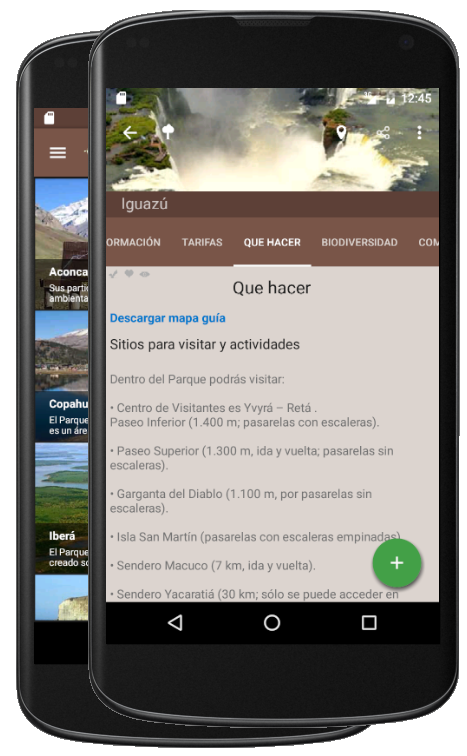 12:45
Iguazú
ORMACIÓN TARIFAS QUE HACER BIODIVERSIDAD COM
Que hacer
Descargar mapa guía
Sitios para visitar y actividades
Dentro del Parque podrás visitar:
• Centro de Visitantes es Yvyrá – Retá .
Paseo Inferior (1.400 m; pasarelas con escaleras).
• Paseo Superior (1.300 m, ida y vuelta; pasarelas sin
escaleras).
• Garganta del Diablo (1.100 m, por pasarelas sin
escaleras).
• Isla San Martín (pasarelas con escaleras empinadas)
• Sendero Macuco (7 km, ida y vuelta).
• Sendero Yacaratiá (30 km; sólo se puede acceder en
+
Aconca
Sus parti
ambienta
Copahu
El Parque
es un áre
Iberá
El Parque
creado so